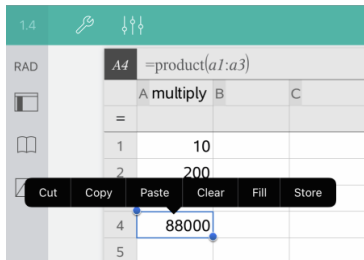 1.4
RAD
A4 =product(a1:a3)
A multiply B C
=
1 10
2 200
Cut Copy Paste Clear Fill Store
4 88000
5